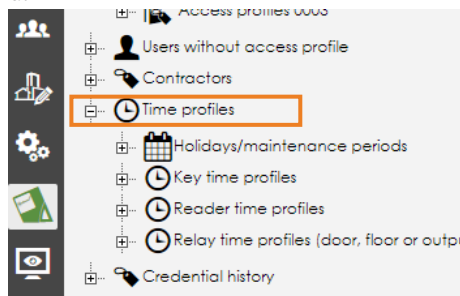 Access profiles 0003
Users without access profile
Contractors
Time profiles
Holidays/maintenance periods
Key time profiles
Reader time profiles
Relay time profiles (door, floor or outpu
Credential history